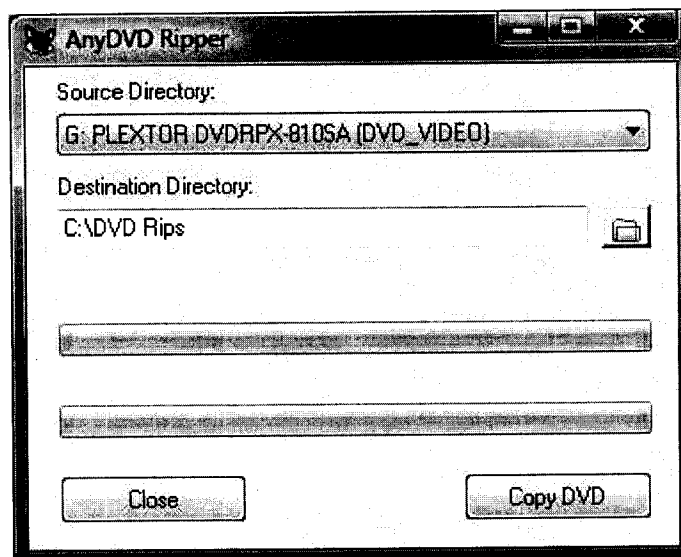 AnyDVD Ripper
Source Directory:
G: PLEXTOR DVDRPX-810SA (DVD_VIDEO)
Destination Directory:
C:\DVD Rips
Close
Copy DVD